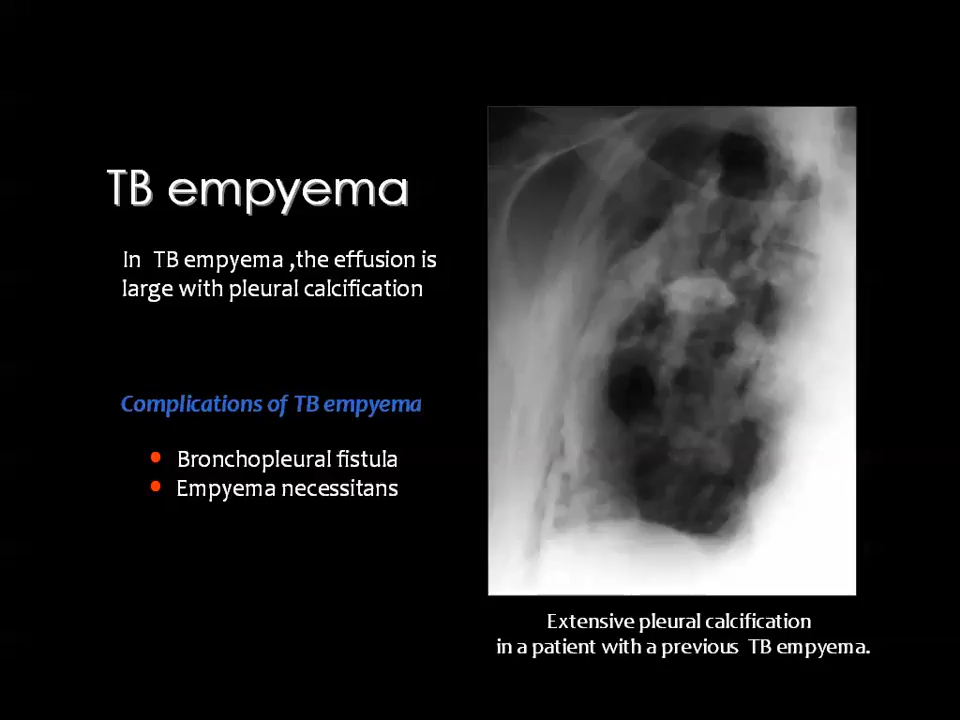 TB empyema
In TB empyema ,the effusion is
large with pleural calcification
Complications of TB empyema
• Bronchopleural fistula
• Empyema necessitans
Extensive pleural calcification
in a patient with a previous TB empyema.